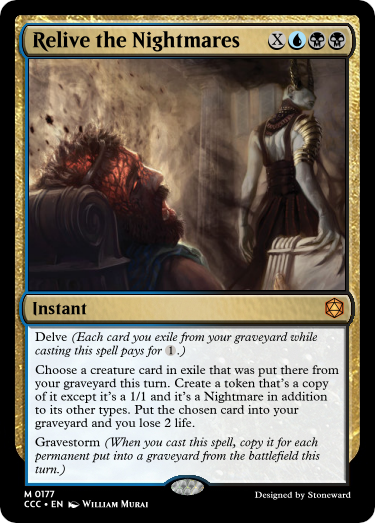 Relive the Nightmares X
Instant
Delve (Each card you exile from your graveyard while
casting this spell pays for 1.)
Choose a creature card in exile that was put there from
your graveyard this turn. Create a token that's a copy
of it except it's a 1/1 and it's a Nightmare in addition
to its other types. Put the chosen card into your
graveyard and you lose 2 life.
Gravestorm (When you cast this spell, copy it for each
permanent put into a graveyard from the battlefield this
turn.)
M 0177
CCC • EN William Murai
Designed by Stoneward